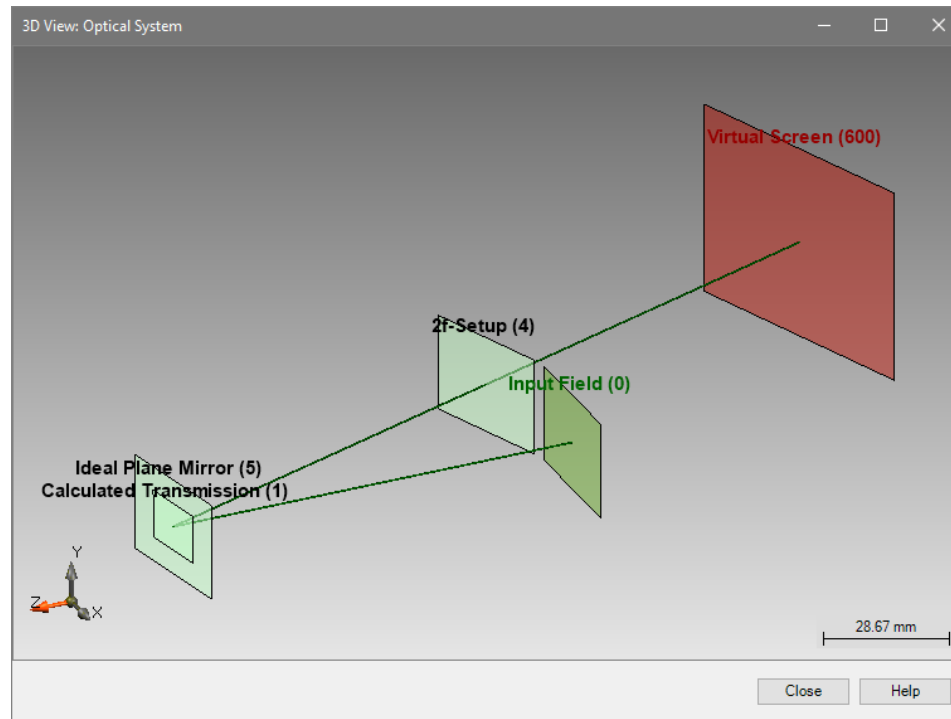 3D View: Optical System
Virtual Screen (600)
2f-Setup (4)
Input Field (0)
Ideal Plane Mirror (5)
Calculated Transmission (1)
Y
Z
X
28.67 mm
Close
Help